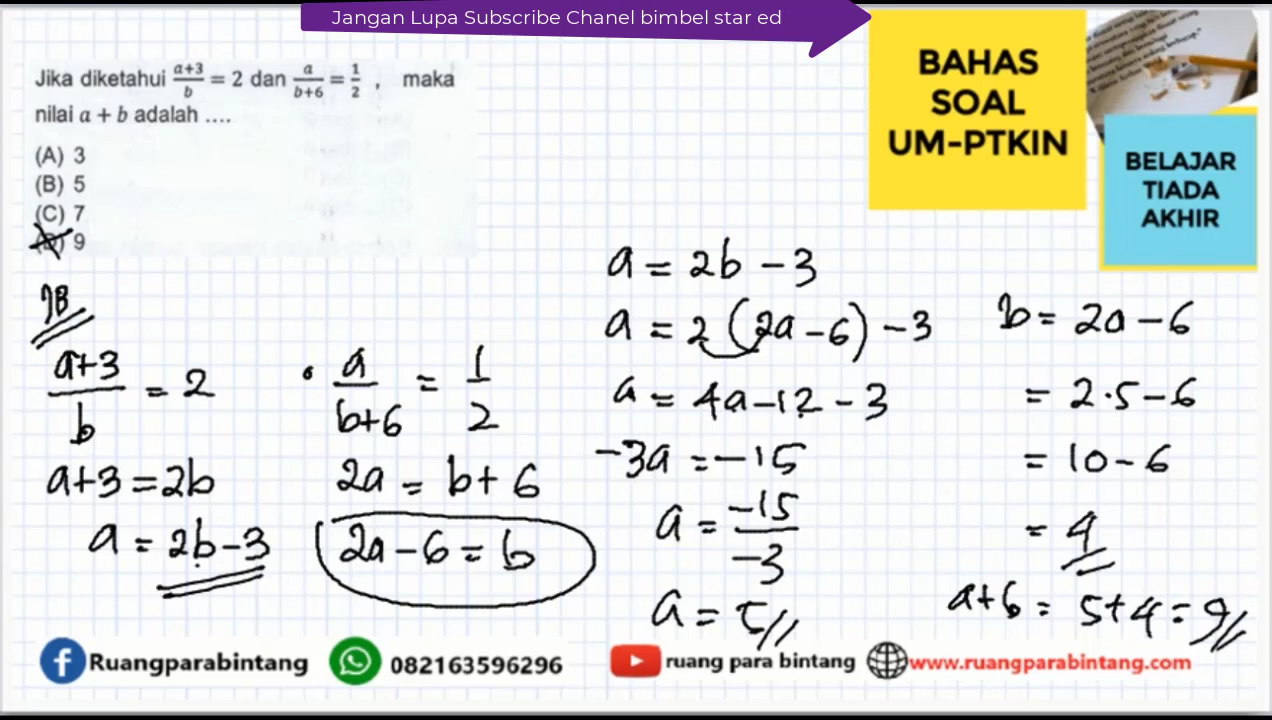 Jangan Lupa Subscribe Chanel bimbel star ed
Jika diketahui (a+3)/b = 2 dan a/(b+6) = 1/2 , maka
nilai a + b adalah ....
(A) 3
(B) 5
(C) 7
(D) 9
BAHAS
SOAL
UM-PTKIN
BELAJAR
TIADA
AKHIR
JB
(a+3)/b = 2
a+3 = 2b
a = 2b - 3
• a/(b+6) = 1/2
2a = b + 6
2a - 6 = b
a = 2b - 3
a = 2 (2a - 6) - 3
a = 4a - 12 - 3
-3a = -15
a = -15/-3
a = 5//
b = 2a - 6
= 2.5 - 6
= 10 - 6
= 4
a+b = 5+4 = 9//
Ruangparabintang
082163596296
ruang para bintang
www.ruangparabintang.com